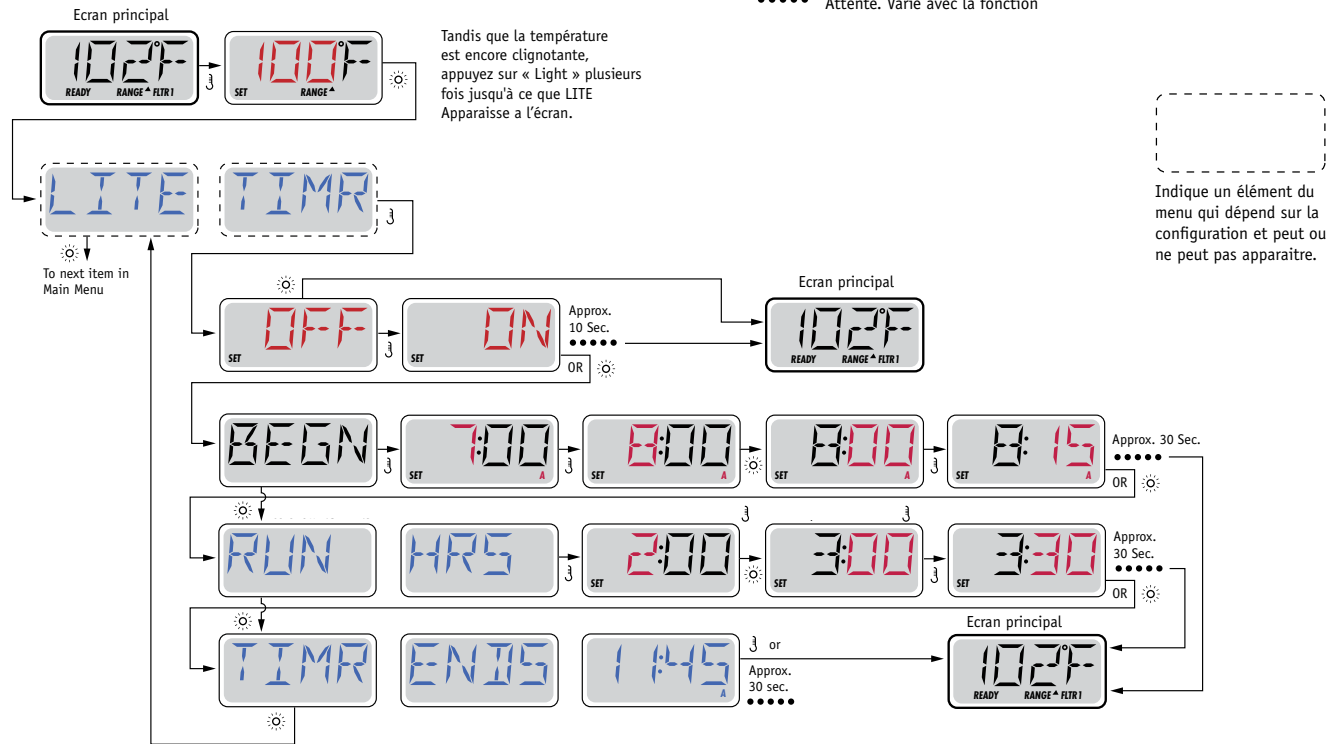 Attente. Varie avec la fonction
Ecran principal
102°F
READY RANGE FLTR1
100°F
SET RANGE
Tandis que la température
est encore clignotante,
appuyez sur « Light » plusieurs
fois jusqu'à ce que LITE
Apparaisse a l'écran.
Indique un élément du
menu qui dépend sur la
configuration et peut ou
ne peut pas apparaitre.
LITE
TIMR
To next item in
Main Menu
OFF
SET
ON
SET
Approx.
10 Sec.
OR
Ecran principal
102°F
READY RANGE FLTR1
BEGN
7:00
SET A
8:00
SET A
8:00
SET A
8:15
SET A
Approx. 30 Sec.
OR
RUN
HRS
2:00
SET
3:00
SET
3:30
SET
Approx.
30 Sec.
OR
TIMR
ENDS
11:45
A
or
Approx.
30 sec.
Ecran principal
102°F
READY RANGE FLTR1